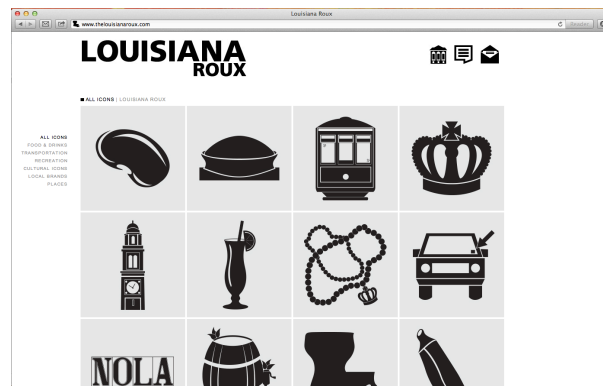 Louisiana Roux
www.thelouisianaroux.com
Reader
LOUISIANA
ROUX
ALL ICONS | LOUISIANA ROUX
ALL ICONS
FOOD & DRINKS
TRANSPORTATION
RECREATION
CULTURAL ICONS
LOCAL BRANDS
PLACES
NOLA